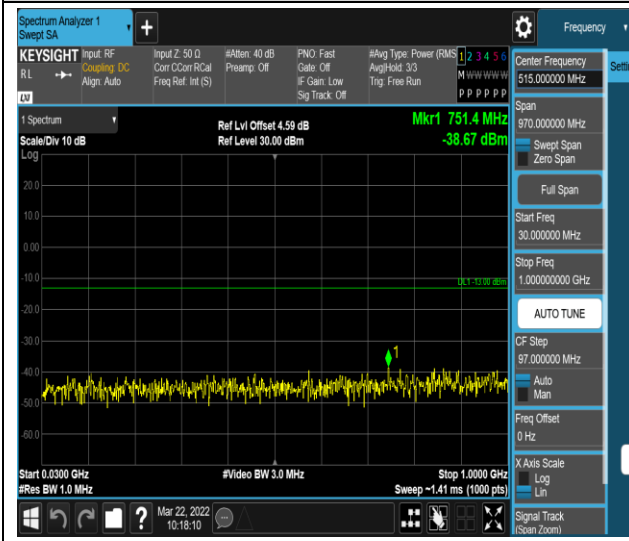 Spectrum Analyzer 1
Swept SA
+
Frequency
KEYSIGHT
RL
LXI
Input: RF
Coupling: DC
Align: Auto
Input Z: 50 Ω
Corr CCorr RCal
Freq Ref: Int (S)
#Atten: 40 dB
Preamp: Off
PNO: Fast
Gate: Off
IF Gain: Low
Sig Track: Off
#Avg Type: Power (RMS
Avg|Hold: 3/3
Trig: Free Run
1 2 3 4 5 6
M W W W W W
P P P P P P
1 Spectrum
Scale/Div 10 dB
Log
Ref Lvl Offset 4.59 dB
Ref Level 30.00 dBm
Mkr1 751.4 MHz
-38.67 dBm
20.0
10.0
0.00
-10.0
DL1 -13.00 dBm
-20.0
-30.0
1
-40.0
-50.0
-60.0
Start 0.0300 GHz
#Res BW 1.0 MHz
#Video BW 3.0 MHz
Stop 1.0000 GHz
Sweep ~1.41 ms (1000 pts)
Center Frequency
515.000000 MHz
Settin
Span
970.000000 MHz
Swept Span
Zero Span
Full Span
Start Freq
30.000000 MHz
Stop Freq
1.000000000 GHz
AUTO TUNE
CF Step
97.000000 MHz
Auto
Man
Freq Offset
0 Hz
X Axis Scale
Log
Lin
Signal Track
(Span Zoom)
?
Mar 22, 2022
10:18:10